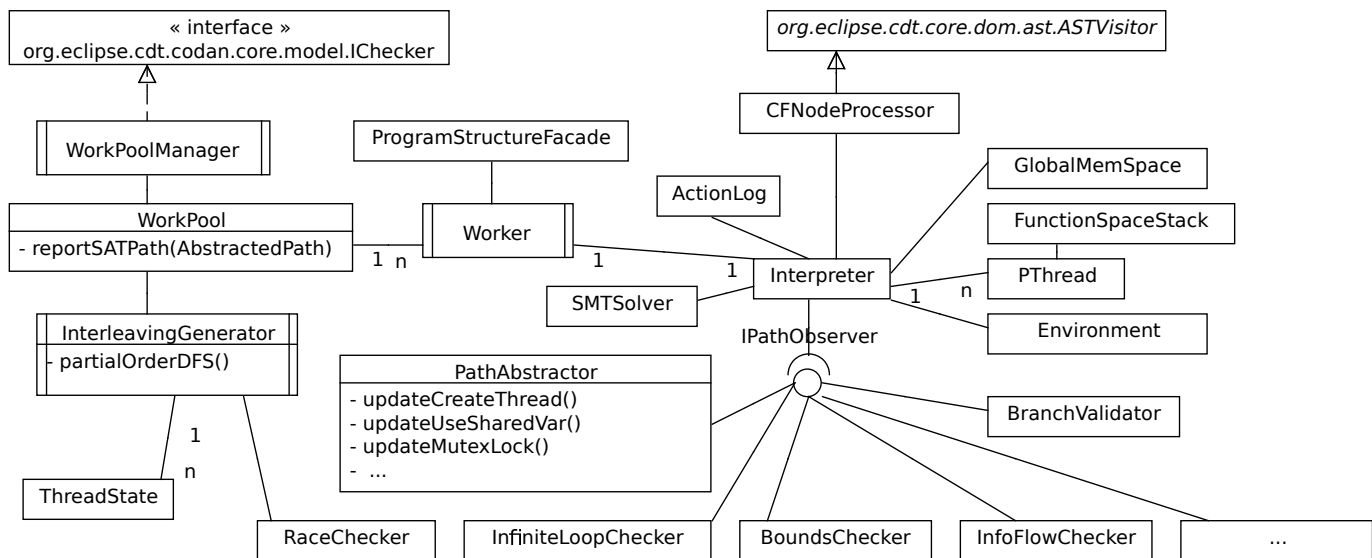 « interface »
org.eclipse.cdt.codan.core.model.IChecker
org.eclipse.cdt.core.dom.ast.ASTVisitor
CFNodeProcessor
WorkPoolManager
ProgramStructureFacade
GlobalMemSpace
ActionLog
WorkPool
- reportSATPath(AbstractedPath)
1 n
Worker
1
1
FunctionSpaceStack
Interpreter
PThread
1 n
SMTSolver
Environment
InterleavingGenerator
- partialOrderDFS()
IPathObserver
PathAbstractor
- updateCreateThread()
- updateUseSharedVar()
- updateMutexLock()
- ...
BranchValidator
1
n
ThreadState
RaceChecker
InfiniteLoopChecker
BoundsChecker
InfoFlowChecker
...